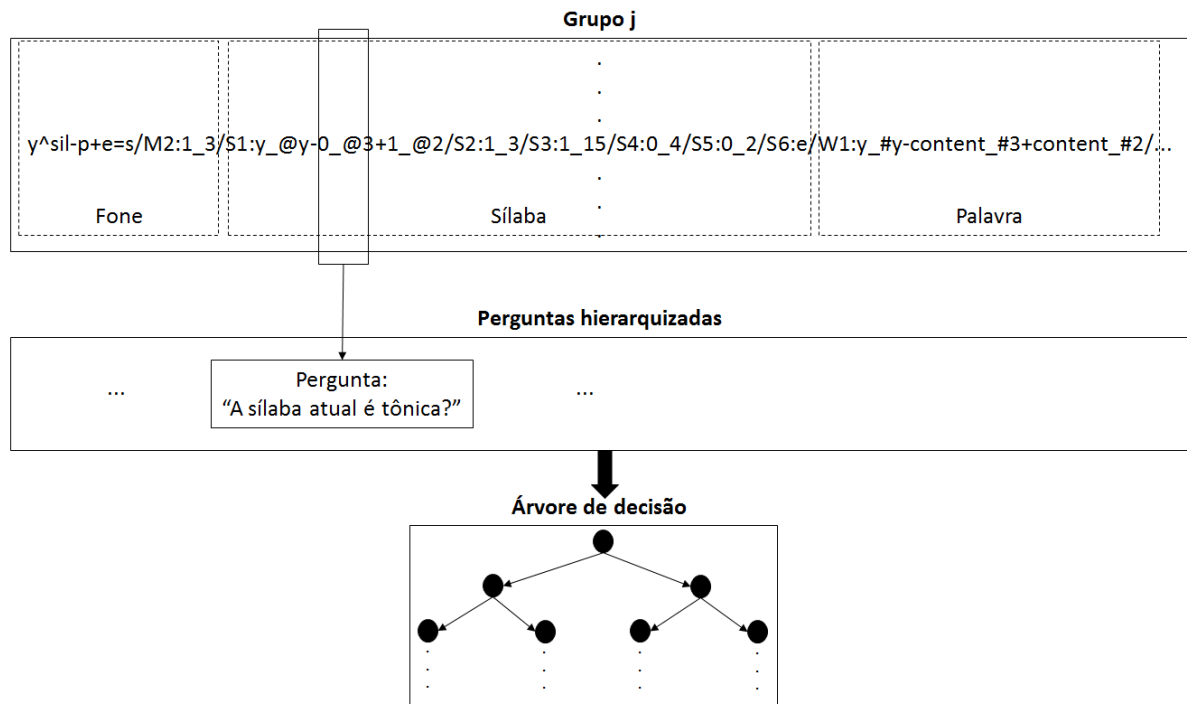 Grupo j
y^sil-p+e=s/M2:1_3/S1:y_@y-0_@3+1_@2/S2:1_3/S3:1_15/S4:0_4/S5:0_2/S6:e/W1:y_#y-content_#3+content_#2/...
Fone Sílaba Palavra
Perguntas hierarquizadas
... Pergunta: ...
“A sílaba atual é tônica?”
Árvore de decisão